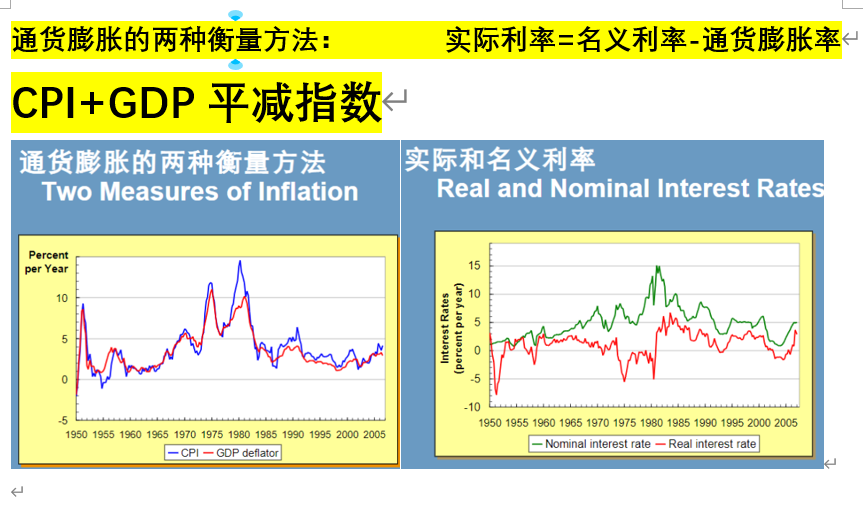 通货膨胀的两种衡量方法： 实际利率=名义利率-通货膨胀率
CPI+GDP 平减指数
通货膨胀的两种衡量方法
Two Measures of Inflation
Percent
per Year
10
5
0
-5
1950 1955 1960 1965 1970 1975 1980 1985 1990 1995 2000 2005
CPI GDP deflator
实际和名义利率
Real and Nominal Interest Rates
Interest Rates
(percent per year)
15
10
5
0
-5
-10
1950 1955 1960 1965 1970 1975 1980 1985 1990 1995 2000 2005
Nominal interest rate Real interest rate